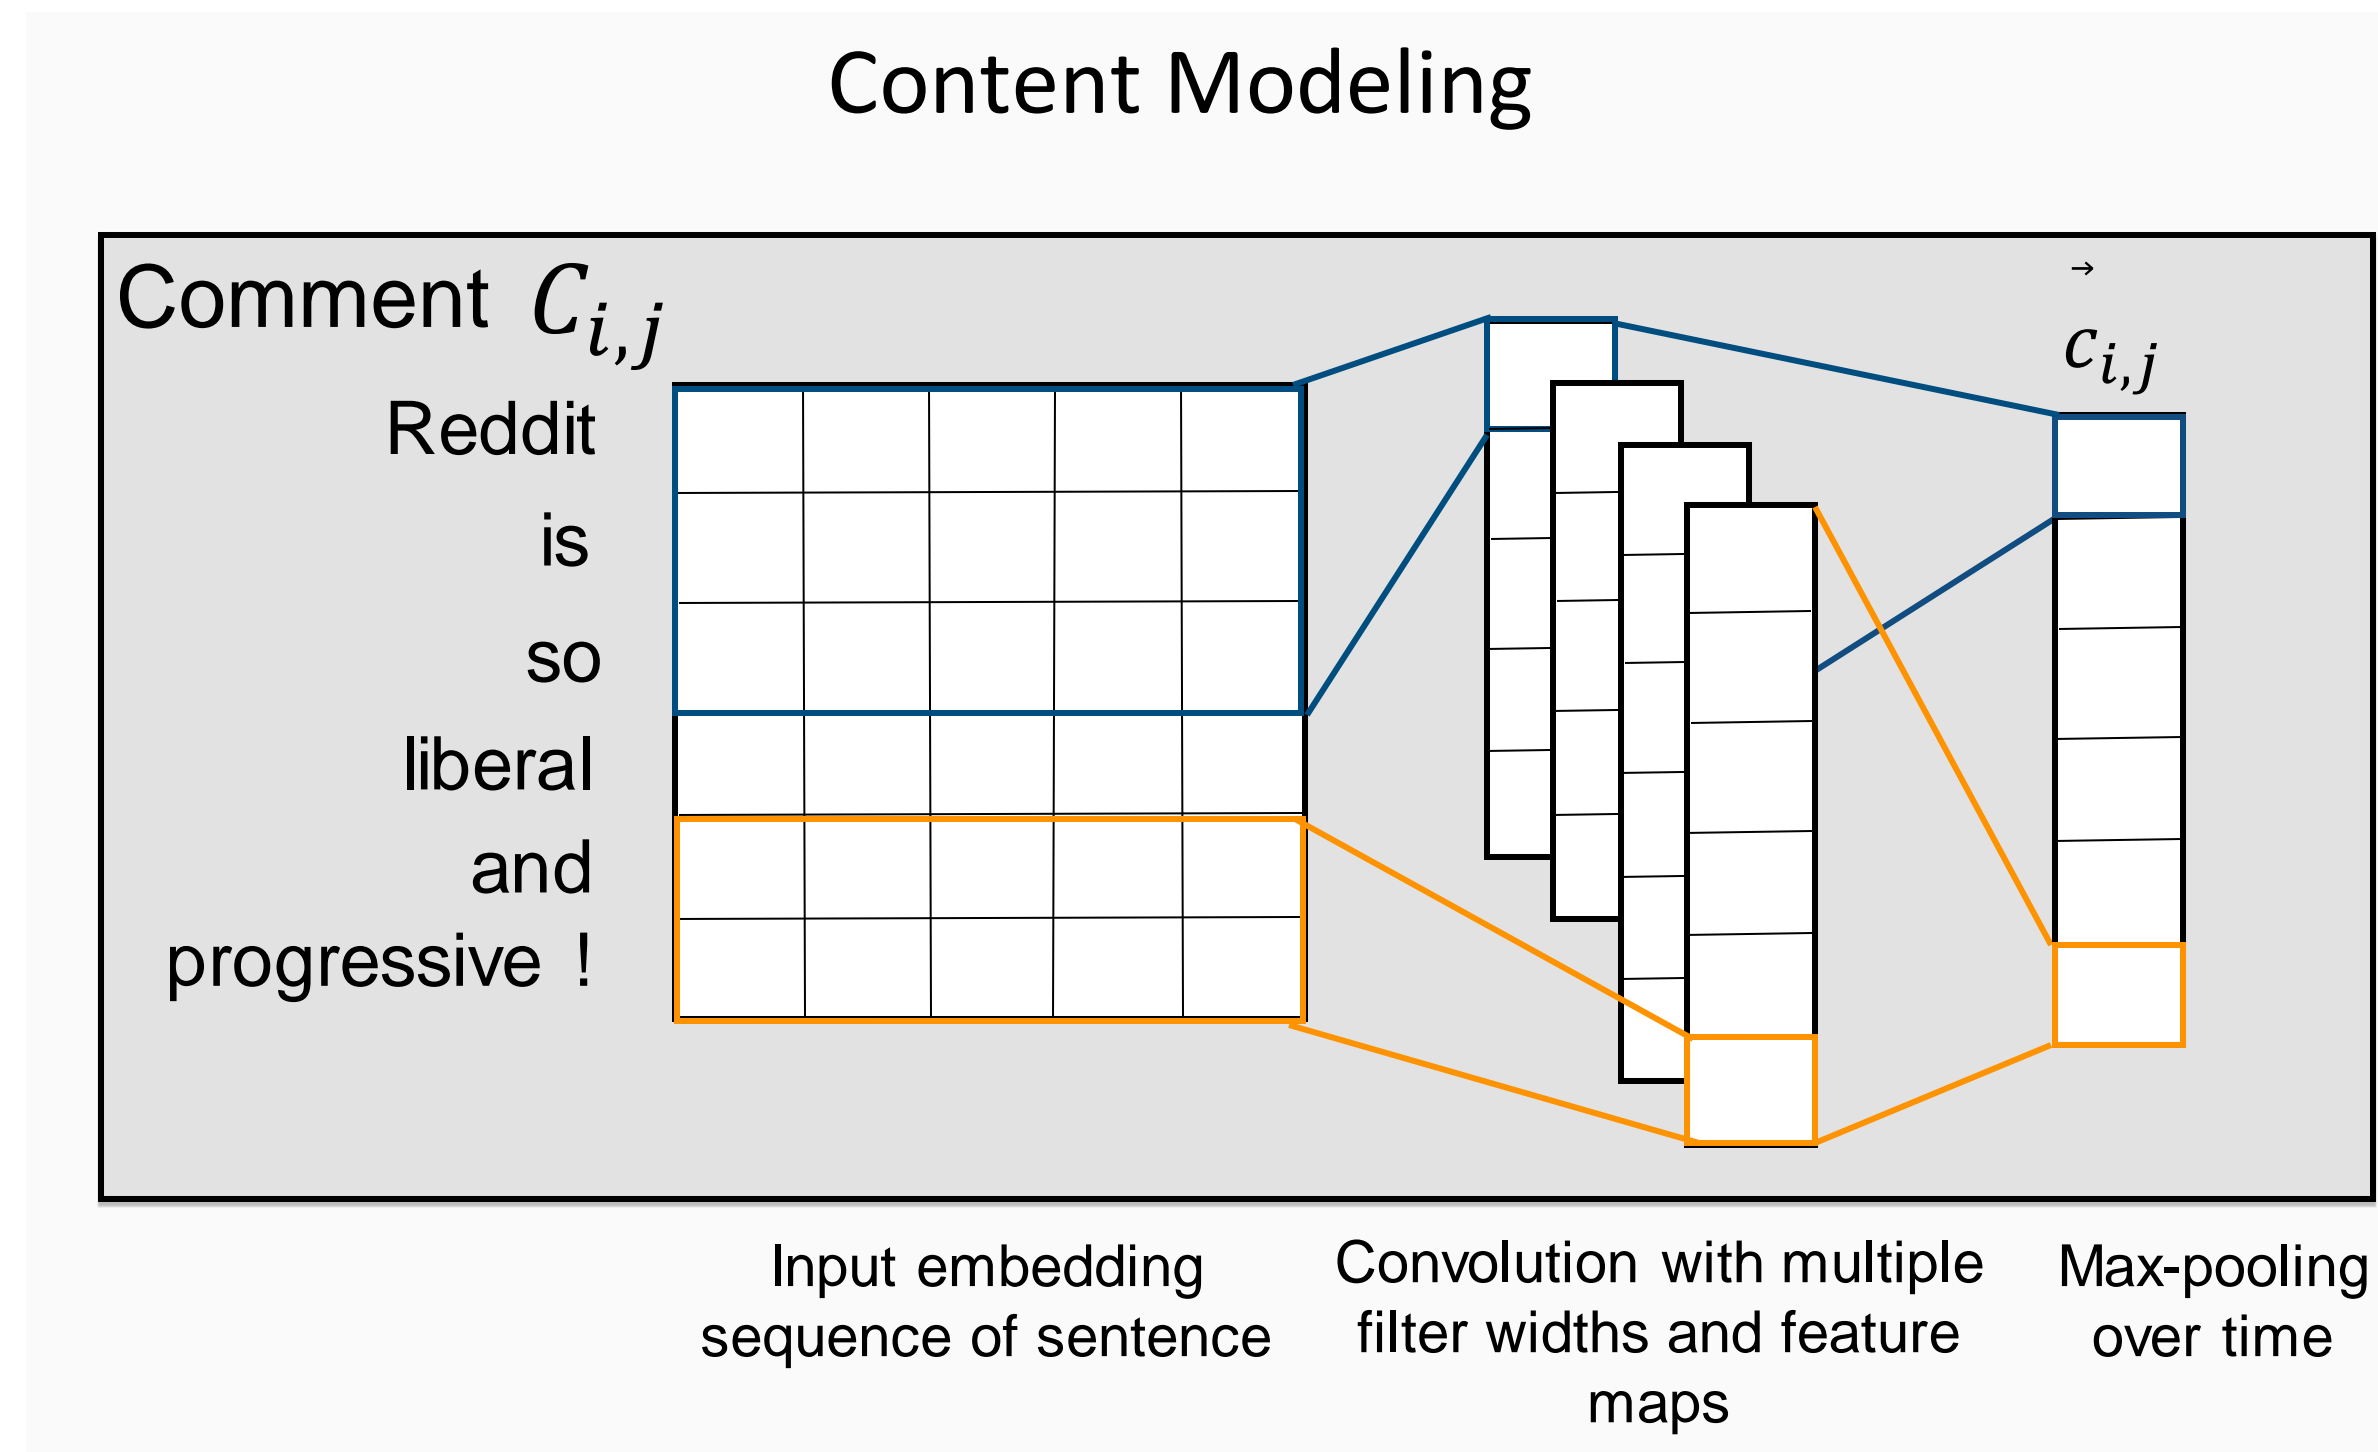 Content Modeling
Comment C_{i,j}
\vec{c}_{i,j}
Reddit
is
so
liberal
and
progressive !
Input embedding
sequence of sentence
Convolution with multiple
filter widths and feature
maps
Max-pooling
over time